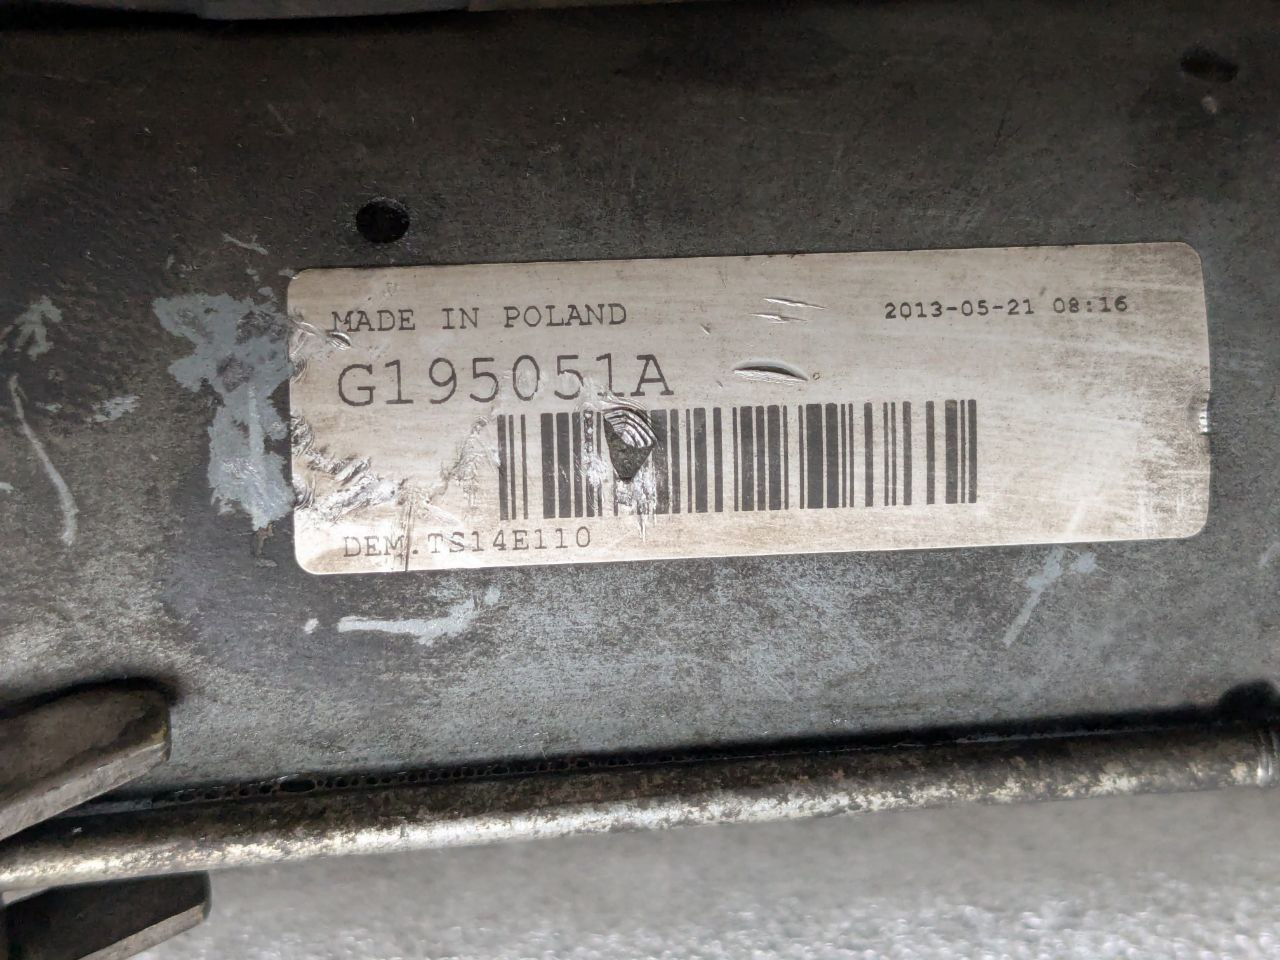 MADE IN POLAND
2013-05-21 08:16
G195051A
DEM.TS14E110